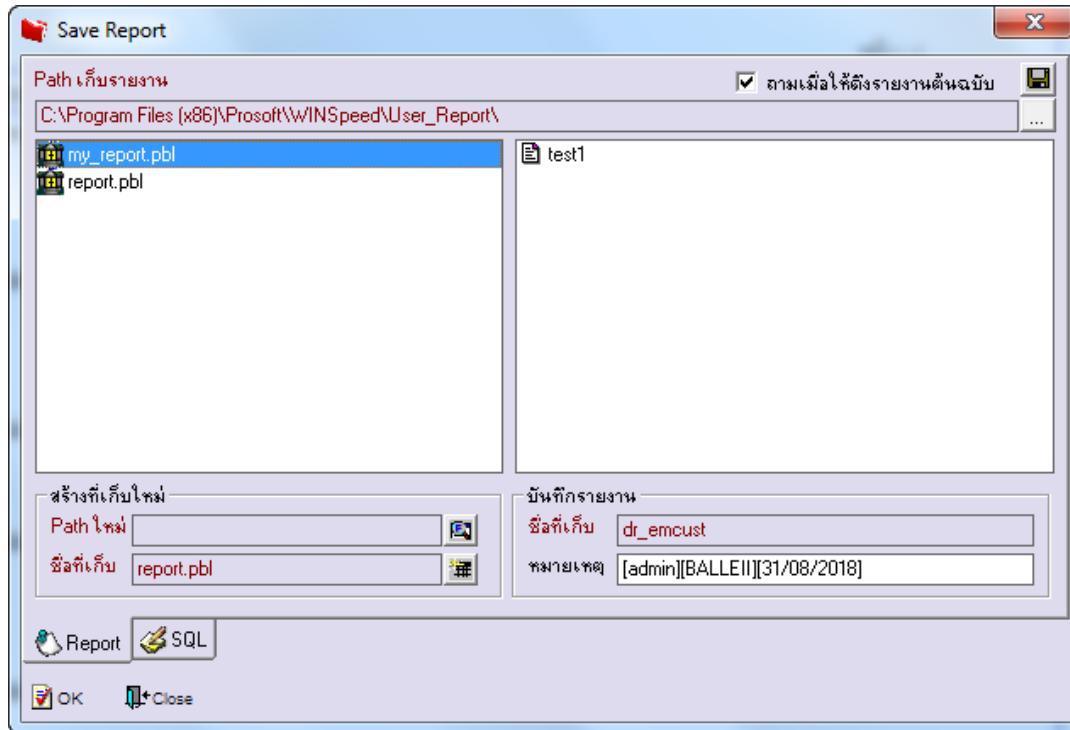 Save Report
Path เก็บรายงาน
ถามเมื่อให้ดึงรายงานต้นฉบับ
C:\Program Files (x86)\Prosoft\WINSpeed\User_Report\
...
my_report.pbl
report.pbl
test1
สร้างที่เก็บใหม่
Path ใหม่
ชื่อที่เก็บ report.pbl
บันทึกรายงาน
ชื่อที่เก็บ dr_emcust
หมายเหตุ [admin][BALLEII][31/08/2018]
Report SQL
OK Close